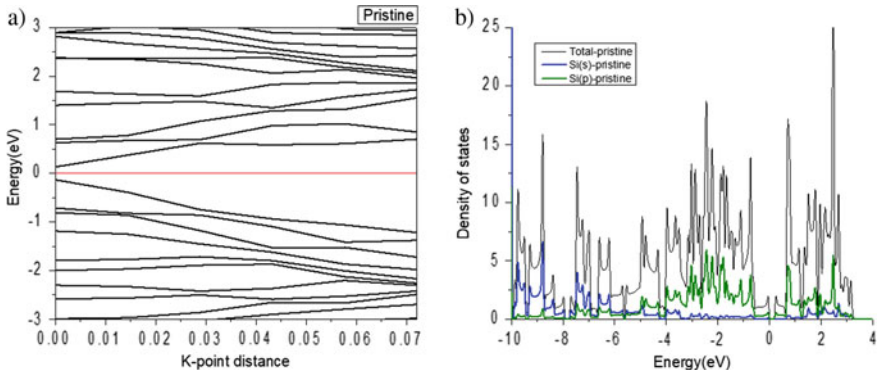 a)
Pristine
3
2
1
0
-1
-2
-3
Energy(eV)
0.00 0.01 0.02 0.03 0.04 0.05 0.06 0.07
K-point distance
b)
Total-pristine
Si(s)-pristine
Si(p)-pristine
25
20
15
10
5
0
Density of states
-10 -8 -6 -4 -2 0 2 4
Energy(eV)